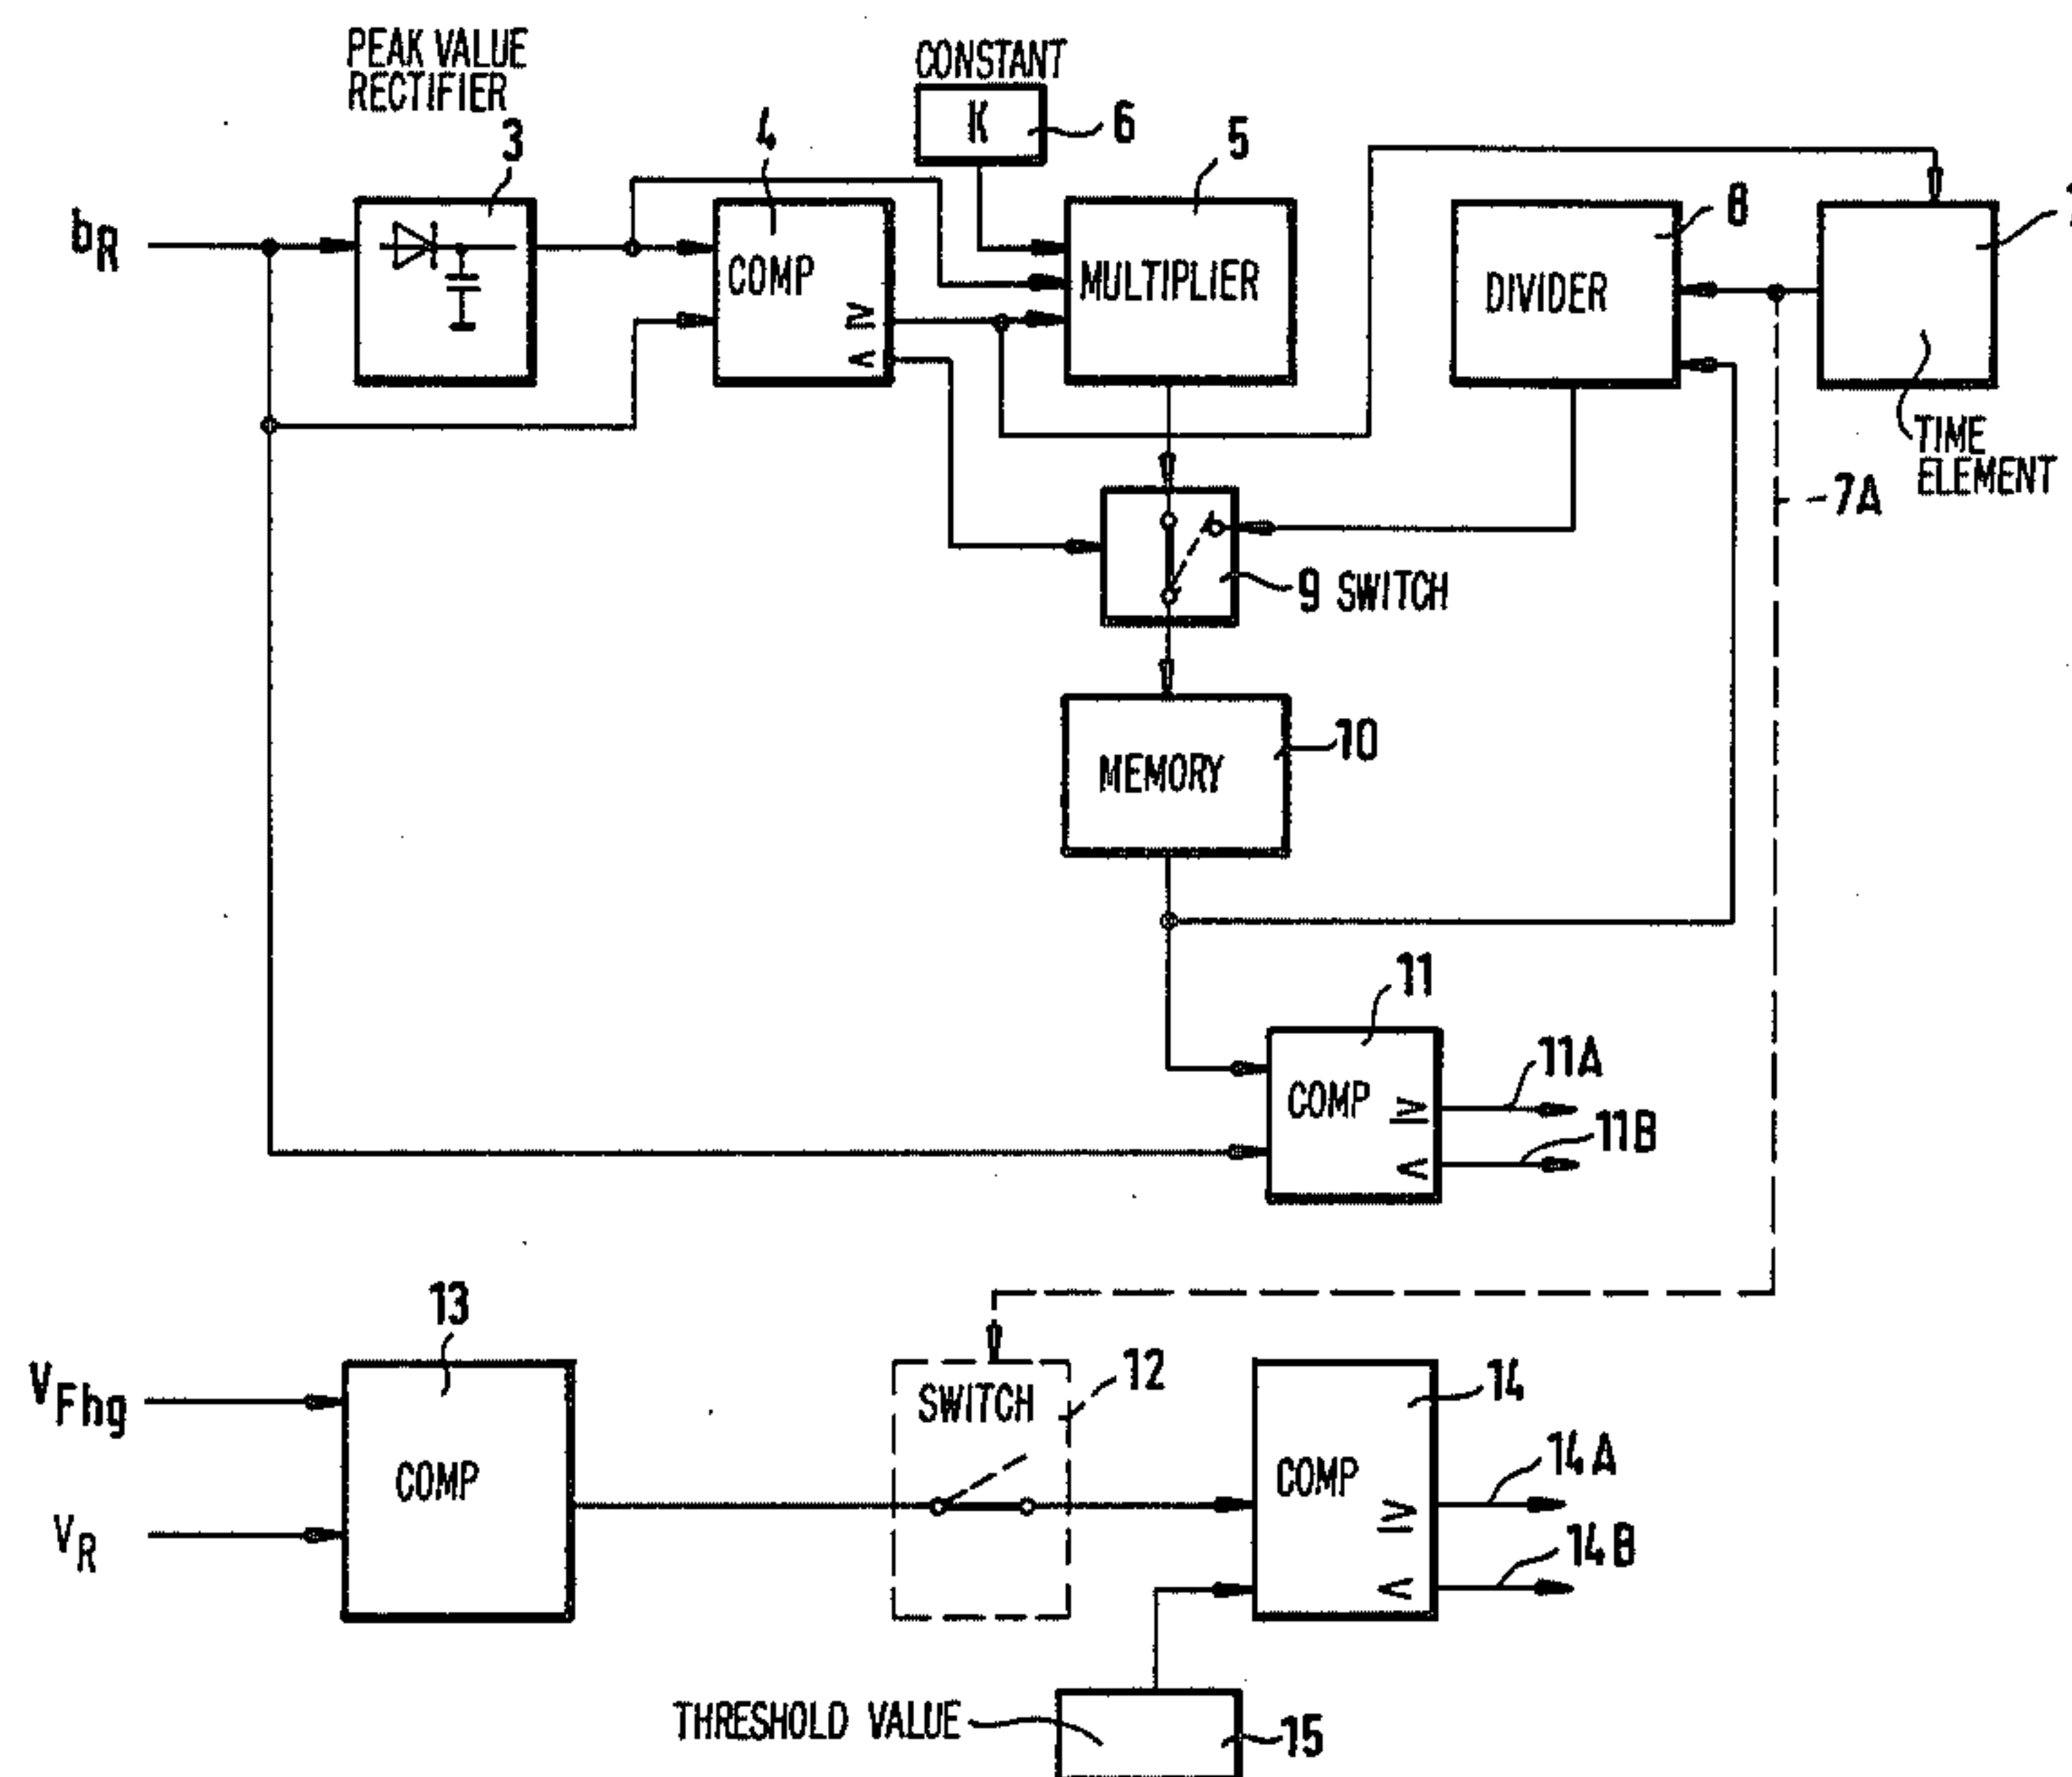 PEAK VALUE
RECTIFIER
3
4
CONSTANT
K
6
5
8
bR
COMP
≥
<
MULTIPLIER
DIVIDER
TIME
ELEMENT
7A
9 SWITCH
MEMORY
10
11
COMP
≥
<
11A
11B
13
VFhg
VR
COMP
SWITCH
12
14
COMP
≥
<
14A
14B
THRESHOLD VALUE
15